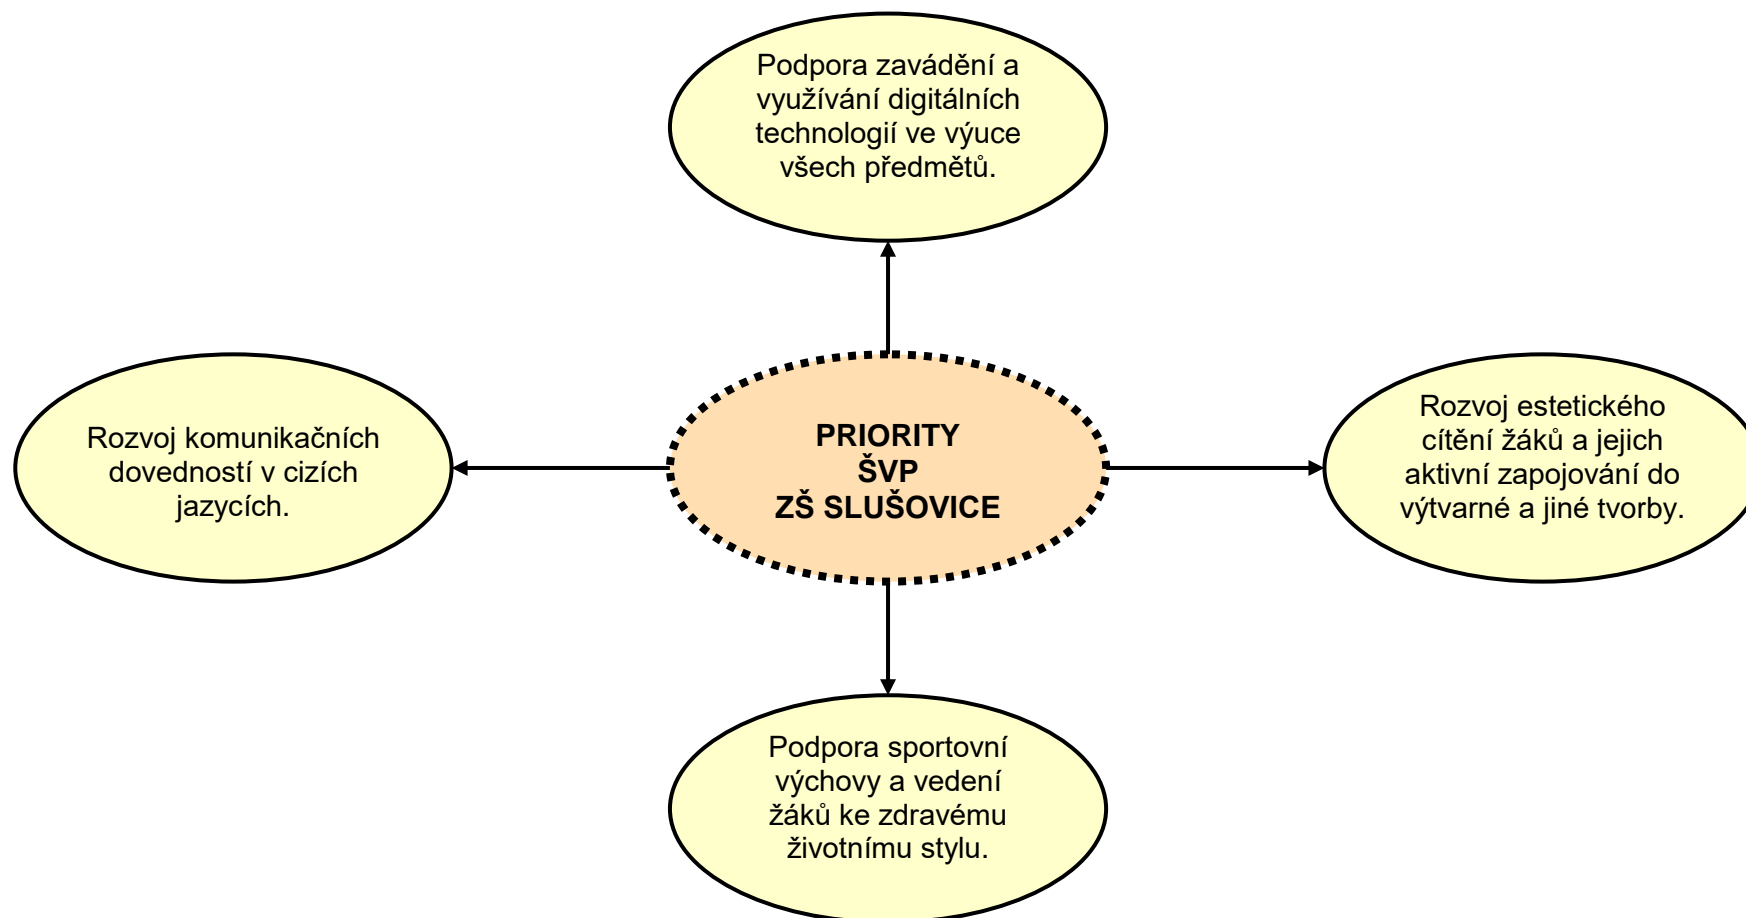 Podpora zavádění a
využívání digitálních
technologií ve výuce
všech předmětů.
Rozvoj komunikačních
dovedností v cizích
jazycích.
PRIORITY
ŠVP
ZŠ SLUŠOVICE
Rozvoj estetického
cítění žáků a jejich
aktivní zapojování do
výtvarné a jiné tvorby.
Podpora sportovní
výchovy a vedení
žáků ke zdravému
životnímu stylu.